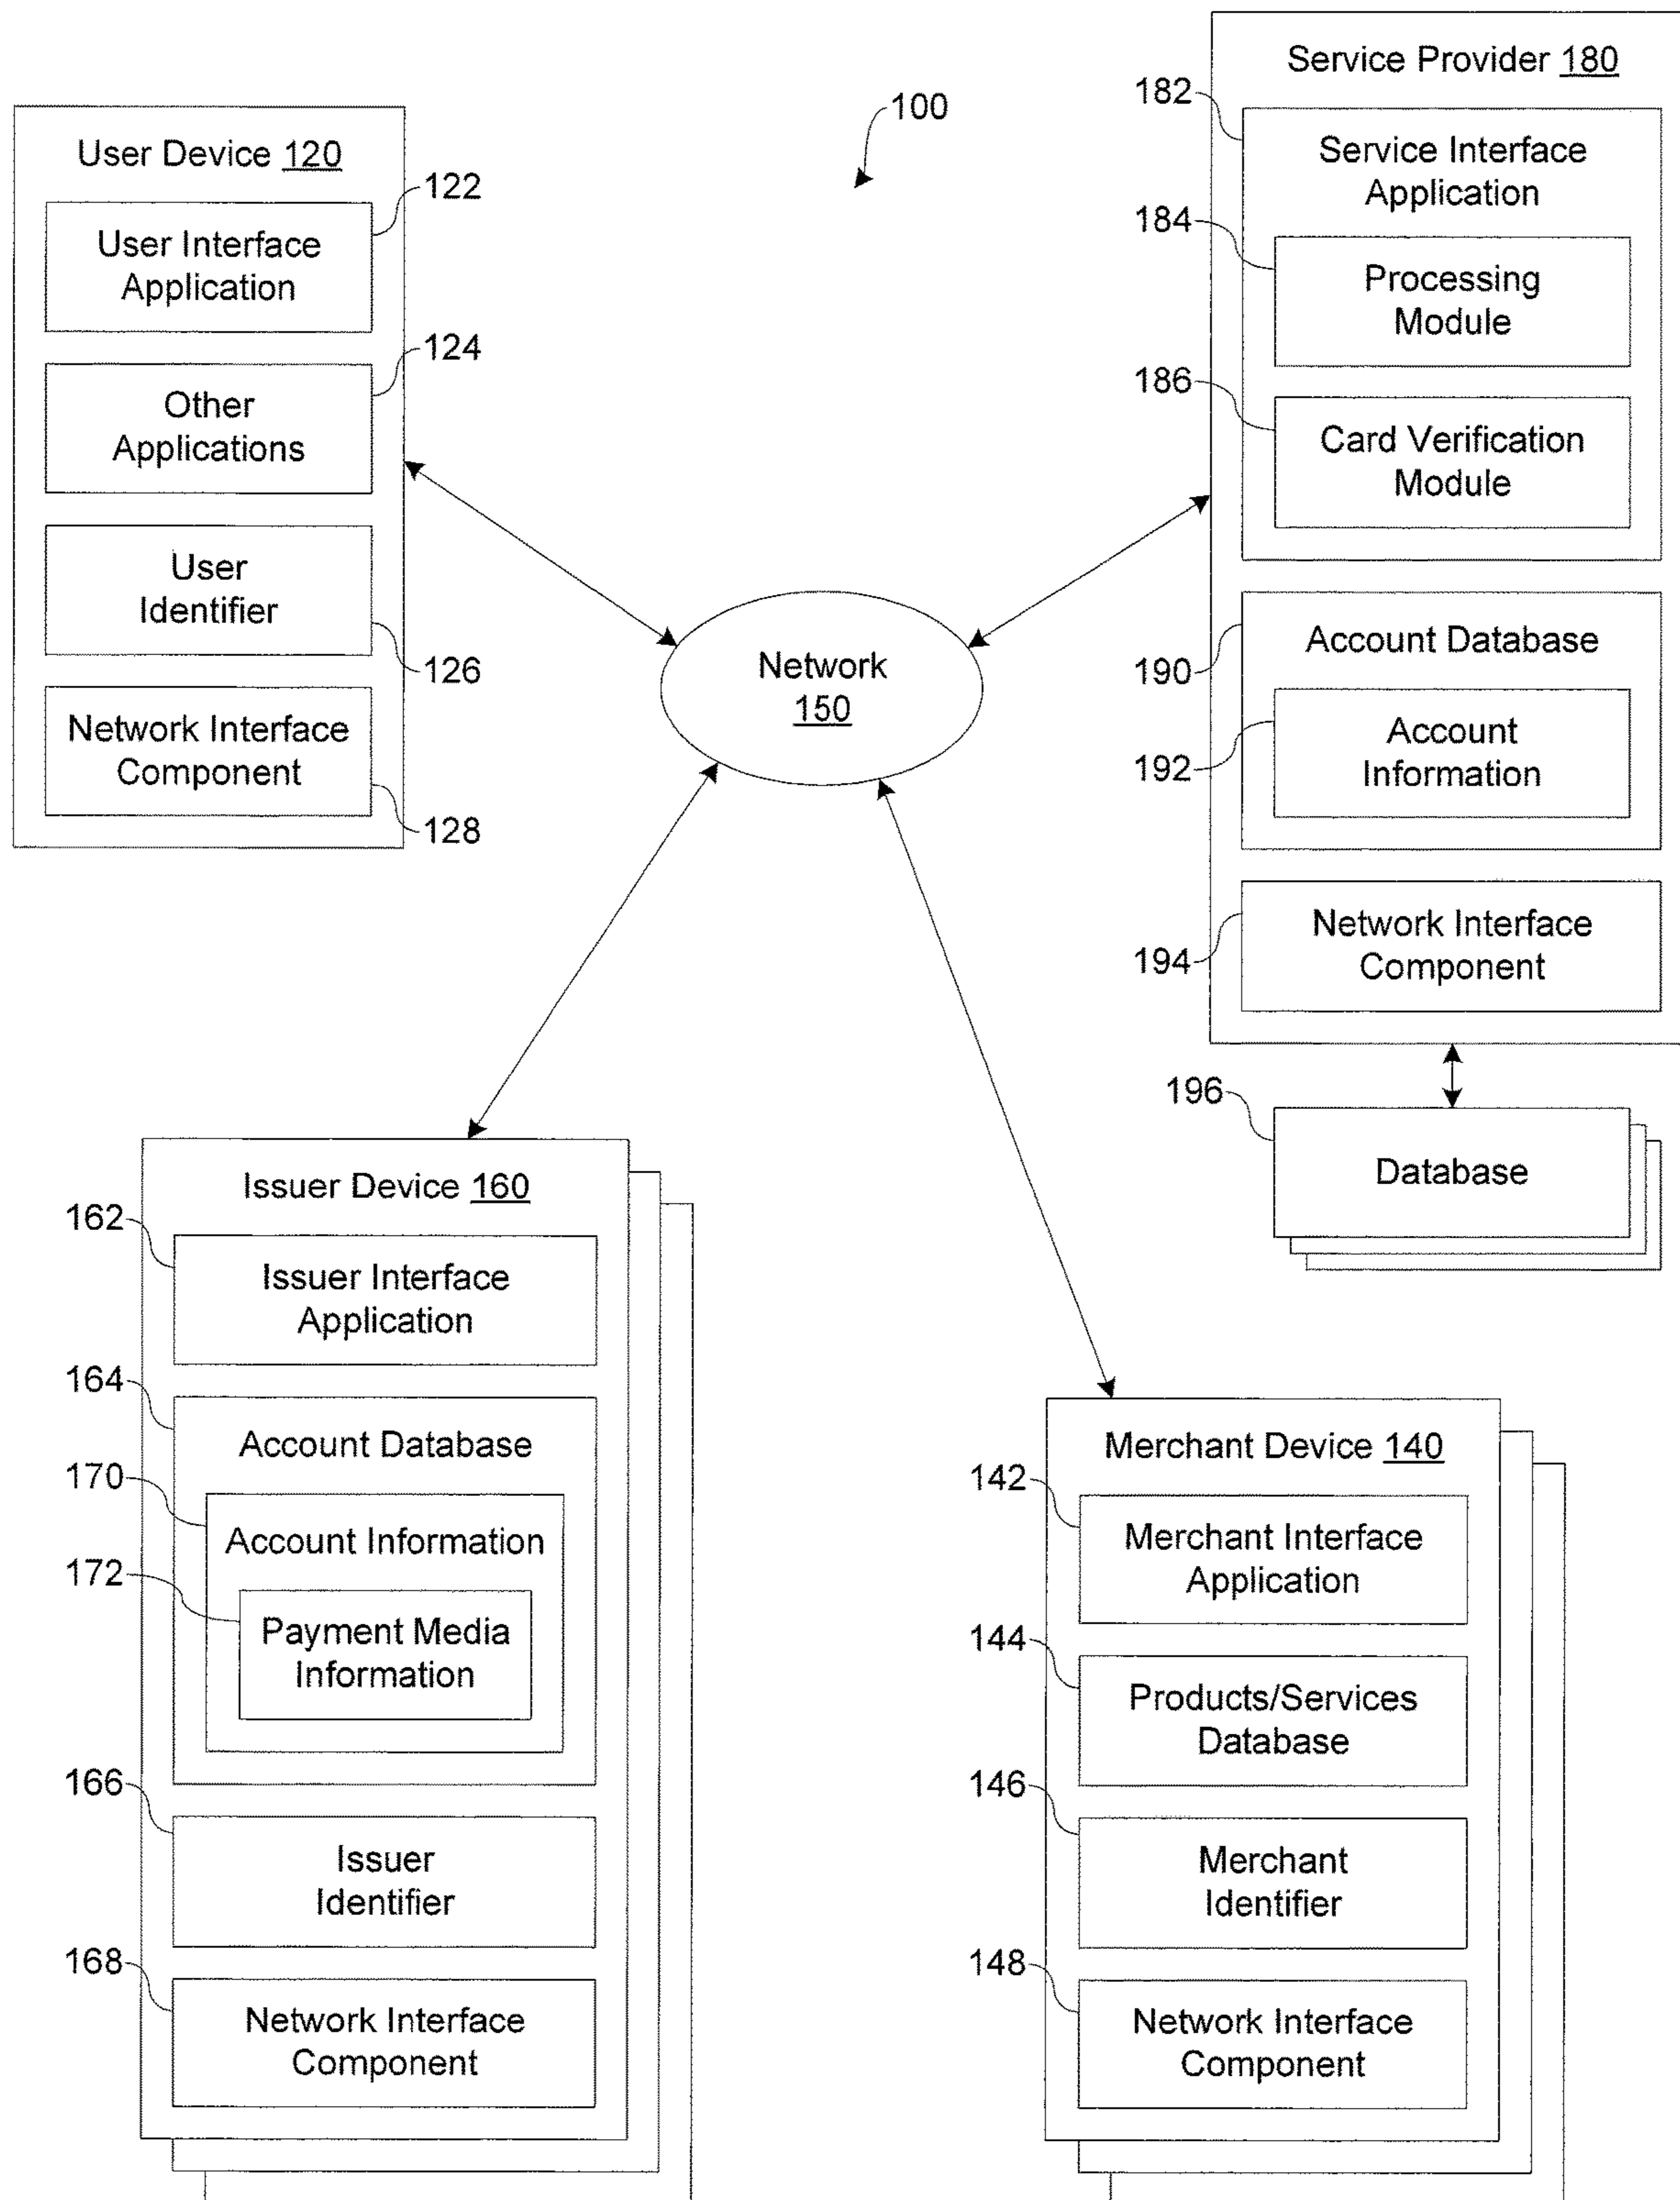 100
User Device 120
122
User Interface
Application
124
Other
Applications
User
Identifier
126
Network Interface
Component
128
Service Provider 180
182
Service Interface
Application
184
Processing
Module
186
Card Verification
Module
190
Account Database
192
Account
Information
194
Network Interface
Component
196
Database
Network
150
Issuer Device 160
162
Issuer Interface
Application
164
Account Database
170
Account Information
172
Payment Media
Information
166
Issuer
Identifier
168
Network Interface
Component
Merchant Device 140
142
Merchant Interface
Application
144
Products/Services
Database
146
Merchant
Identifier
148
Network Interface
Component